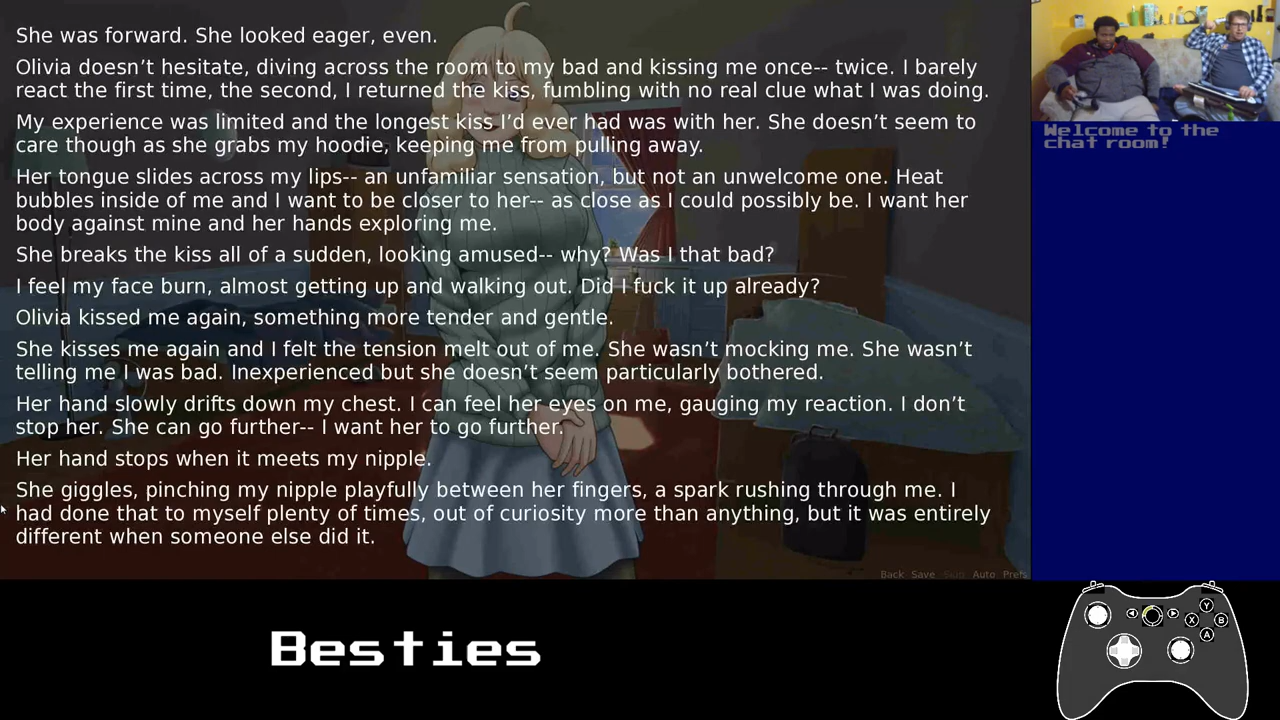 She was forward. She looked eager, even.
Olivia doesn't hesitate, diving across the room to my bad and kissing me once-- twice. I barely
react the first time, the second, I returned the kiss, fumbling with no real clue what I was doing.
My experience was limited and the longest kiss I'd ever had was with her. She doesn't seem to
care though as she grabs my hoodie, keeping me from pulling away.
Her tongue slides across my lips-- an unfamiliar sensation, but not an unwelcome one. Heat
bubbles inside of me and I want to be closer to her-- as close as I could possibly be. I want her
body against mine and her hands exploring me.
She breaks the kiss all of a sudden, looking amused-- why? Was I that bad?
I feel my face burn, almost getting up and walking out. Did I fuck it up already?
Olivia kissed me again, something more tender and gentle.
She kisses me again and I felt the tension melt out of me. She wasn't mocking me. She wasn't
telling me I was bad. Inexperienced but she doesn't seem particularly bothered.
Her hand slowly drifts down my chest. I can feel her eyes on me, gauging my reaction. I don't
stop her. She can go further-- I want her to go further.
Her hand stops when it meets my nipple.
She giggles, pinching my nipple playfully between her fingers, a spark rushing through me. I
had done that to myself plenty of times, out of curiosity more than anything, but it was entirely
different when someone else did it.
Back Save Skip Auto Prefs
Welcome to the
chat room!
Besties
Y
X B
A